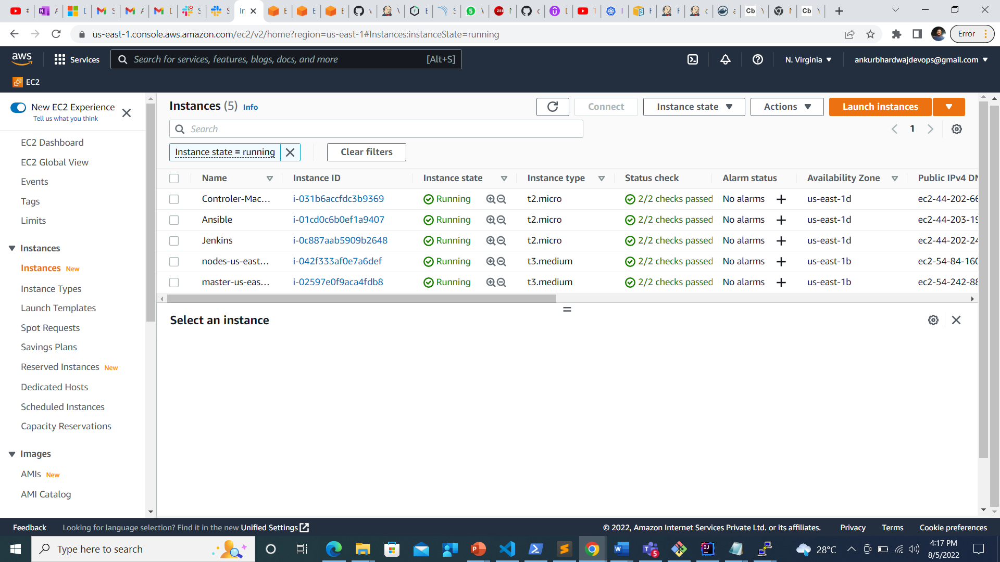 us-east-1.console.aws.amazon.com/ec2/v2/home?region=us-east-1#Instances:instanceState=running
Error
aws
Services
Search for services, features, blogs, docs, and more
[Alt+S]
N. Virginia
ankurbhardwajdevops@gmail.com
EC2
New EC2 Experience
Tell us what you think
EC2 Dashboard
EC2 Global View
Events
Tags
Limits
Instances
Instances New
Instance Types
Launch Templates
Spot Requests
Savings Plans
Reserved Instances New
Dedicated Hosts
Scheduled Instances
Capacity Reservations
Images
AMIs New
AMI Catalog
Instances (5) Info
Connect
Instance state
Actions
Launch instances
Search
1
Instance state = running
Clear filters
Name Instance ID Instance state Instance type Status check Alarm status Availability Zone Public IPv4 DN
Controler-Mac... i-031b6accfdc3b9369 Running t2.micro 2/2 checks passed No alarms us-east-1d ec2-44-202-66
Ansible i-01cd0c6b0ef1a9407 Running t2.micro 2/2 checks passed No alarms us-east-1d ec2-44-203-19
Jenkins i-0c887aab5909b2648 Running t2.micro 2/2 checks passed No alarms us-east-1d ec2-44-202-24
nodes-us-east... i-042f333af0e7a6def Running t3.medium 2/2 checks passed No alarms us-east-1b ec2-54-84-160
master-us-eas... i-02597e0f9aca4fdb8 Running t3.medium 2/2 checks passed No alarms us-east-1b ec2-54-242-88
Select an instance
Feedback
Looking for language selection? Find it in the new Unified Settings
© 2022, Amazon Internet Services Private Ltd. or its affiliates.
Privacy
Terms
Cookie preferences
Type here to search
28°C
4:17 PM
8/5/2022